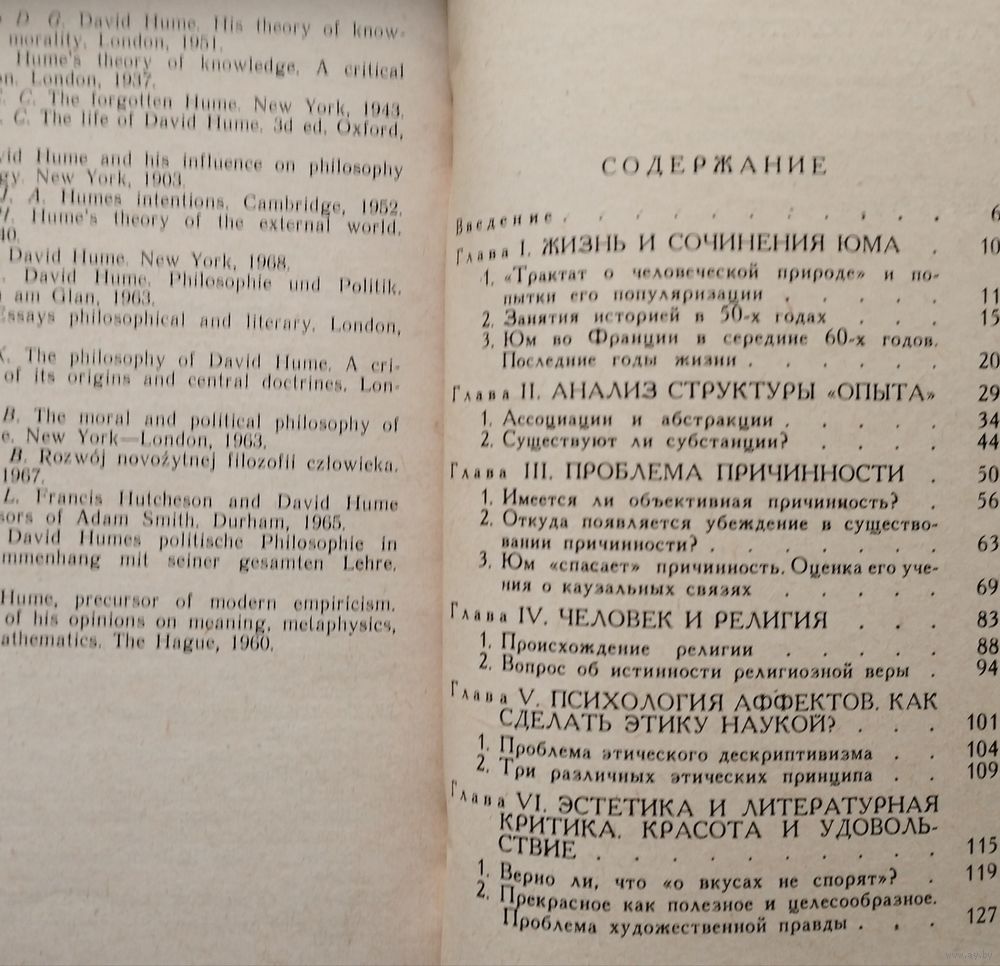 D. G. David Hume. His theory of know-
morality. London, 1951.
Hume's theory of knowledge. A critical
London, 1937.
C. The forgotten Hume. New York, 1943.
C. The life of David Hume. 3d ed. Oxford,
Hume and his influence on philosophy
New York, 1903.
J. A. Humes intentions. Cambridge, 1952.
Hume's theory of the external world.
David Hume. New York, 1968.
David Hume. Philosophie und Politik.
am Glan, 1963.
Essays philosophical and literary. London,
The philosophy of David Hume. A cri-
of its origins and central doctrines. Lon-
B. The moral and political philosophy of
New York—London, 1963.
B. Rozwój nowożytnej filozofii człowieka.
1967.
L. Francis Hutcheson and David Hume
of Adam Smith. Durham, 1965.
David Humes politische Philosophie in
mit seiner gesamten Lehre.
Hume, precursor of modern empiricism.
of his opinions on meaning, metaphysics,
The Hague, 1960.
СОДЕРЖАНИЕ
Введение . . . . . . . . . . 6
Глава I. ЖИЗНЬ И СОЧИНЕНИЯ ЮМА . 10
1. «Трактат о человеческой природе» и по-
пытки его популяризации . . . . . 11
2. Занятия историей в 50-х годах . . . 15
3. Юм во Франции в середине 60-х годов.
Последние годы жизни . . . . . . 20
Глава II. АНАЛИЗ СТРУКТУРЫ «ОПЫТА» 29
1. Ассоциации и абстракции . . . . . 34
2. Существуют ли субстанции? . . . . 44
Глава III. ПРОБЛЕМА ПРИЧИННОСТИ . 50
1. Имеется ли объективная причинность? . 56
2. Откуда появляется убеждение в существо-
вании причинности? . . . . . . . 63
3. Юм «спасает» причинность. Оценка его уче-
ния о каузальных связях . . . . . 69
Глава IV. ЧЕЛОВЕК И РЕЛИГИЯ . . . 83
1. Происхождение религии . . . . . 88
2. Вопрос об истинности религиозной веры . 94
Глава V. ПСИХОЛОГИЯ АФФЕКТОВ. КАК
СДЕЛАТЬ ЭТИКУ НАУКОЙ? . . . 101
1. Проблема этического дескриптивизма . . 104
2. Три различных этических принципа . . 109
Глава VI. ЭСТЕТИКА И ЛИТЕРАТУРНАЯ
КРИТИКА. КРАСОТА И УДОВОЛЬ-
СТВИЕ . . . . . . . . . 115
1. Верно ли, что «о вкусах не спорят»? . 119
2. Прекрасное как полезное и целесообразное.
Проблема художественной правды . . . 127
www.ay.by